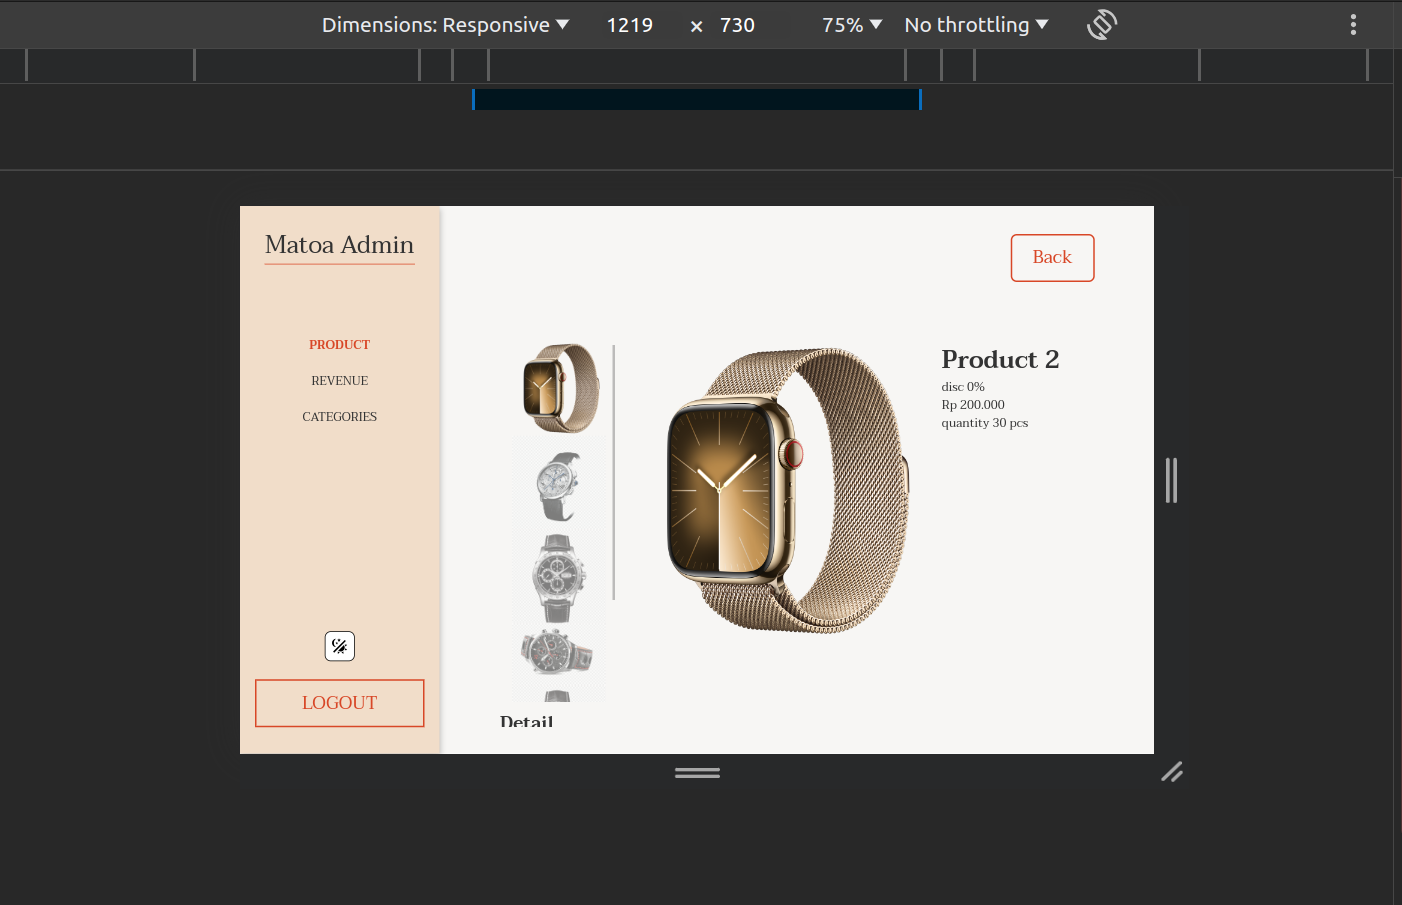 Dimensions: Responsive ▼ 1219 × 730 75% ▼ No throttling ▼
Matoa Admin
Back
PRODUCT
REVENUE
CATEGORIES
Product 2
disc 0%
Rp 200.000
quantity 30 pcs
LOGOUT
Detail